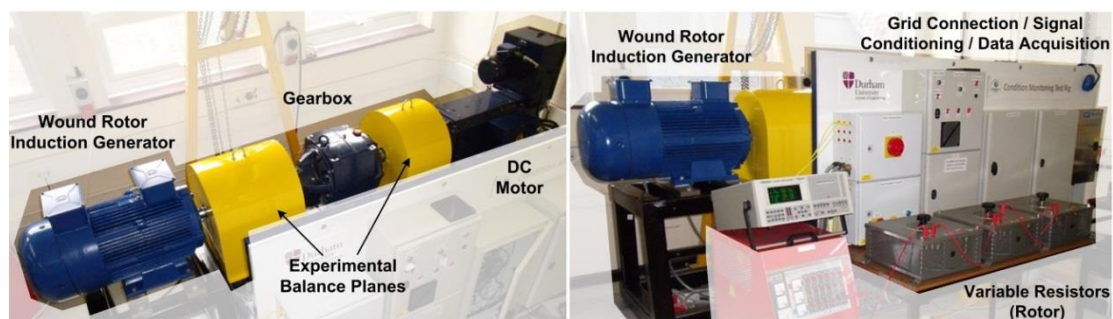 Wound Rotor
Induction Generator
Gearbox
DC
Motor
Experimental
Balance Planes
Wound Rotor
Induction Generator
Grid Connection / Signal
Conditioning / Data Acquisition
Durham
University
Condition Monitoring Test Rig
Variable Resistors
(Rotor)